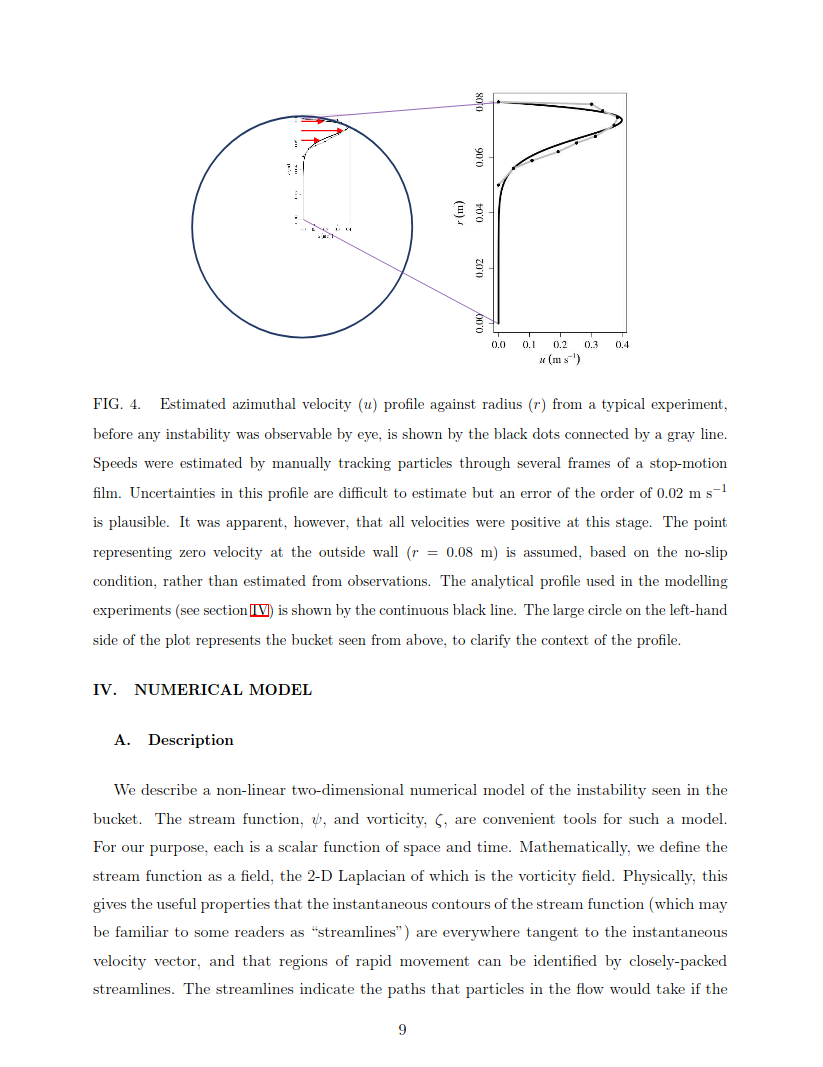 0.00 0.02 0.04 0.06 0.08
r (m)
0.0 0.1 0.2 0.3 0.4
u (m s⁻¹)
FIG. 4. Estimated azimuthal velocity (u) profile against radius (r) from a typical experiment,
before any instability was observable by eye, is shown by the black dots connected by a gray line.
Speeds were estimated by manually tracking particles through several frames of a stop-motion
film. Uncertainties in this profile are difficult to estimate but an error of the order of 0.02 m s⁻¹
is plausible. It was apparent, however, that all velocities were positive at this stage. The point
representing zero velocity at the outside wall (r = 0.08 m) is assumed, based on the no-slip
condition, rather than estimated from observations. The analytical profile used in the modelling
experiments (see section IV) is shown by the continuous black line. The large circle on the left-hand
side of the plot represents the bucket seen from above, to clarify the context of the profile.
IV. NUMERICAL MODEL
A. Description
We describe a non-linear two-dimensional numerical model of the instability seen in the
bucket. The stream function, ψ, and vorticity, ζ, are convenient tools for such a model.
For our purpose, each is a scalar function of space and time. Mathematically, we define the
stream function as a field, the 2-D Laplacian of which is the vorticity field. Physically, this
gives the useful properties that the instantaneous contours of the stream function (which may
be familiar to some readers as “streamlines”) are everywhere tangent to the instantaneous
velocity vector, and that regions of rapid movement can be identified by closely-packed
streamlines. The streamlines indicate the paths that particles in the flow would take if the
9